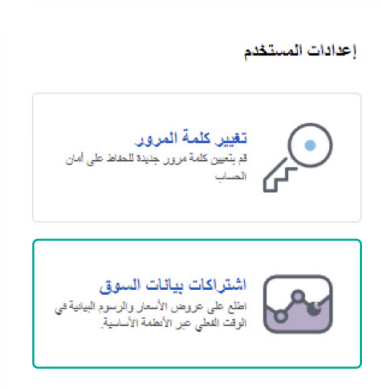 إعدادات المستخدم
تغيير كلمة المرور
قم بتعيين كلمة مرور جديدة للحفاظ على أمان
الحساب
اشتراكات بيانات السوق
اطلع على عروض الأسعار والرسوم البيانية في
الوقت الفعلي عبر الأنظمة الأساسية.